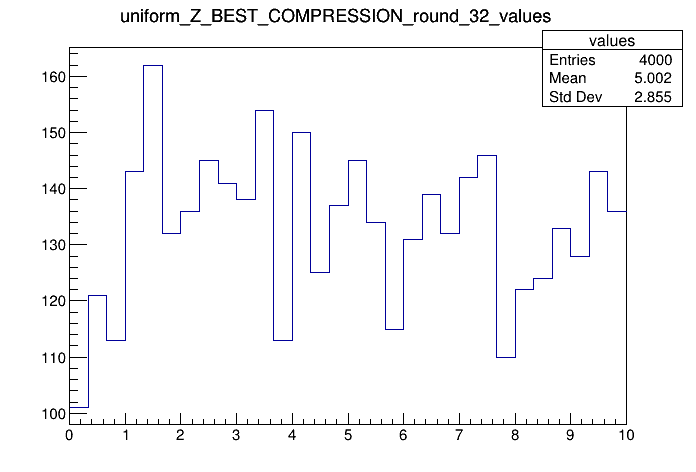 uniform_Z_BEST_COMPRESSION_round_32_values
values
Entries 4000
Mean 5.002
Std Dev 2.855
160
150
140
130
120
110
100
0 1 2 3 4 5 6 7 8 9 10